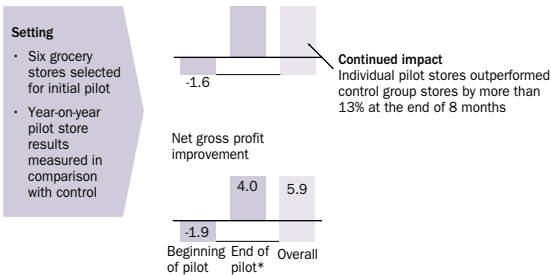 Setting
· Six grocery
stores selected
for initial pilot
· Year-on-year
pilot store
results
measured in
comparison
with control
-1.6
Continued impact
Individual pilot stores outperformed
control group stores by more than
13% at the end of 8 months
Net gross profit
improvement
4.0
5.9
-1.9
Beginning
of pilot
End of
pilot*
Overall